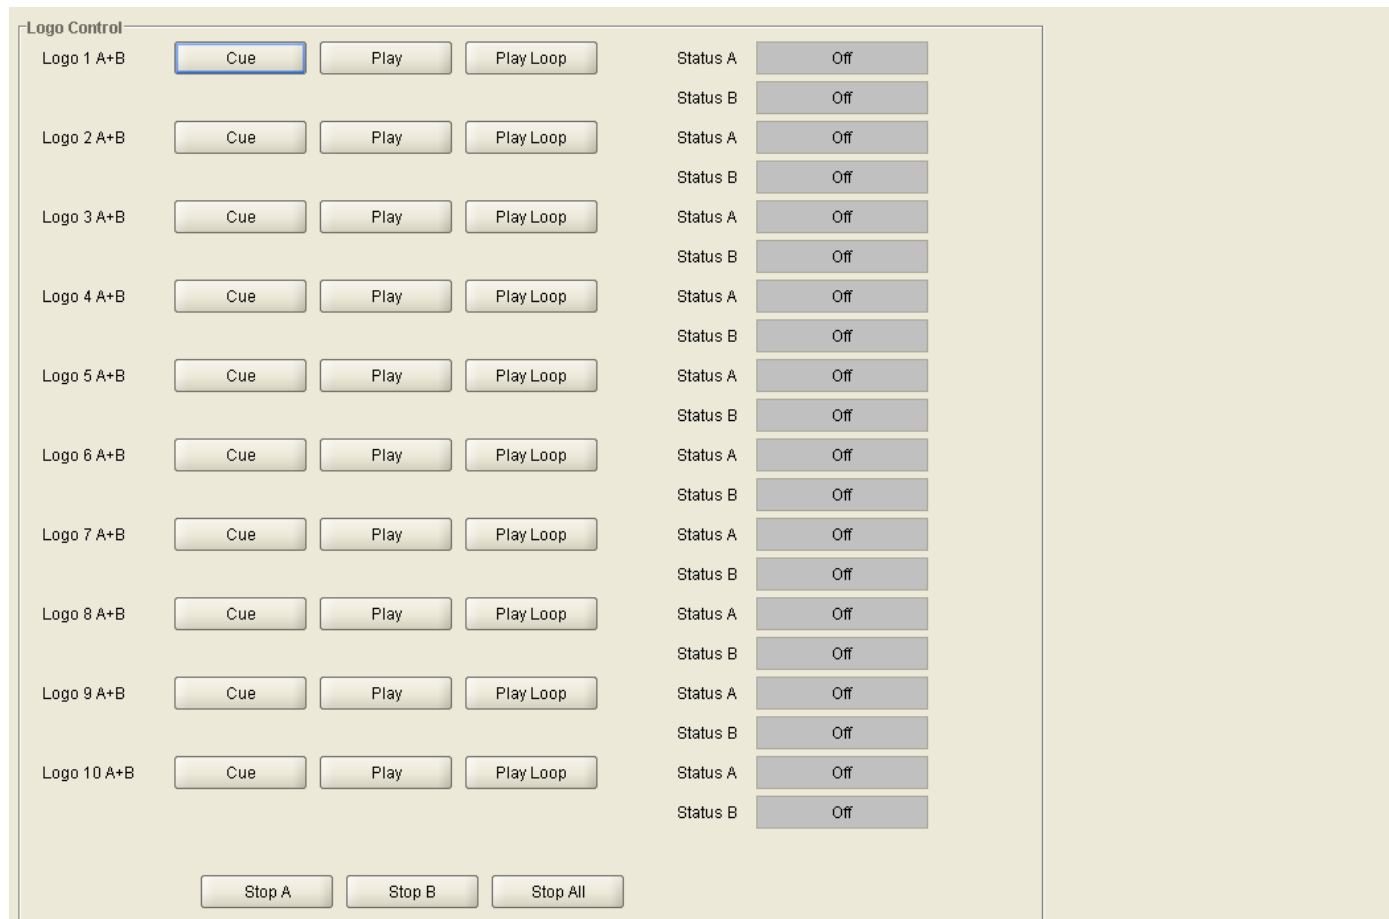 Logo Control
Logo 1 A+B Cue Play Play Loop Status A Off
Status B Off
Logo 2 A+B Cue Play Play Loop Status A Off
Status B Off
Logo 3 A+B Cue Play Play Loop Status A Off
Status B Off
Logo 4 A+B Cue Play Play Loop Status A Off
Status B Off
Logo 5 A+B Cue Play Play Loop Status A Off
Status B Off
Logo 6 A+B Cue Play Play Loop Status A Off
Status B Off
Logo 7 A+B Cue Play Play Loop Status A Off
Status B Off
Logo 8 A+B Cue Play Play Loop Status A Off
Status B Off
Logo 9 A+B Cue Play Play Loop Status A Off
Status B Off
Logo 10 A+B Cue Play Play Loop Status A Off
Status B Off
Stop A Stop B Stop All